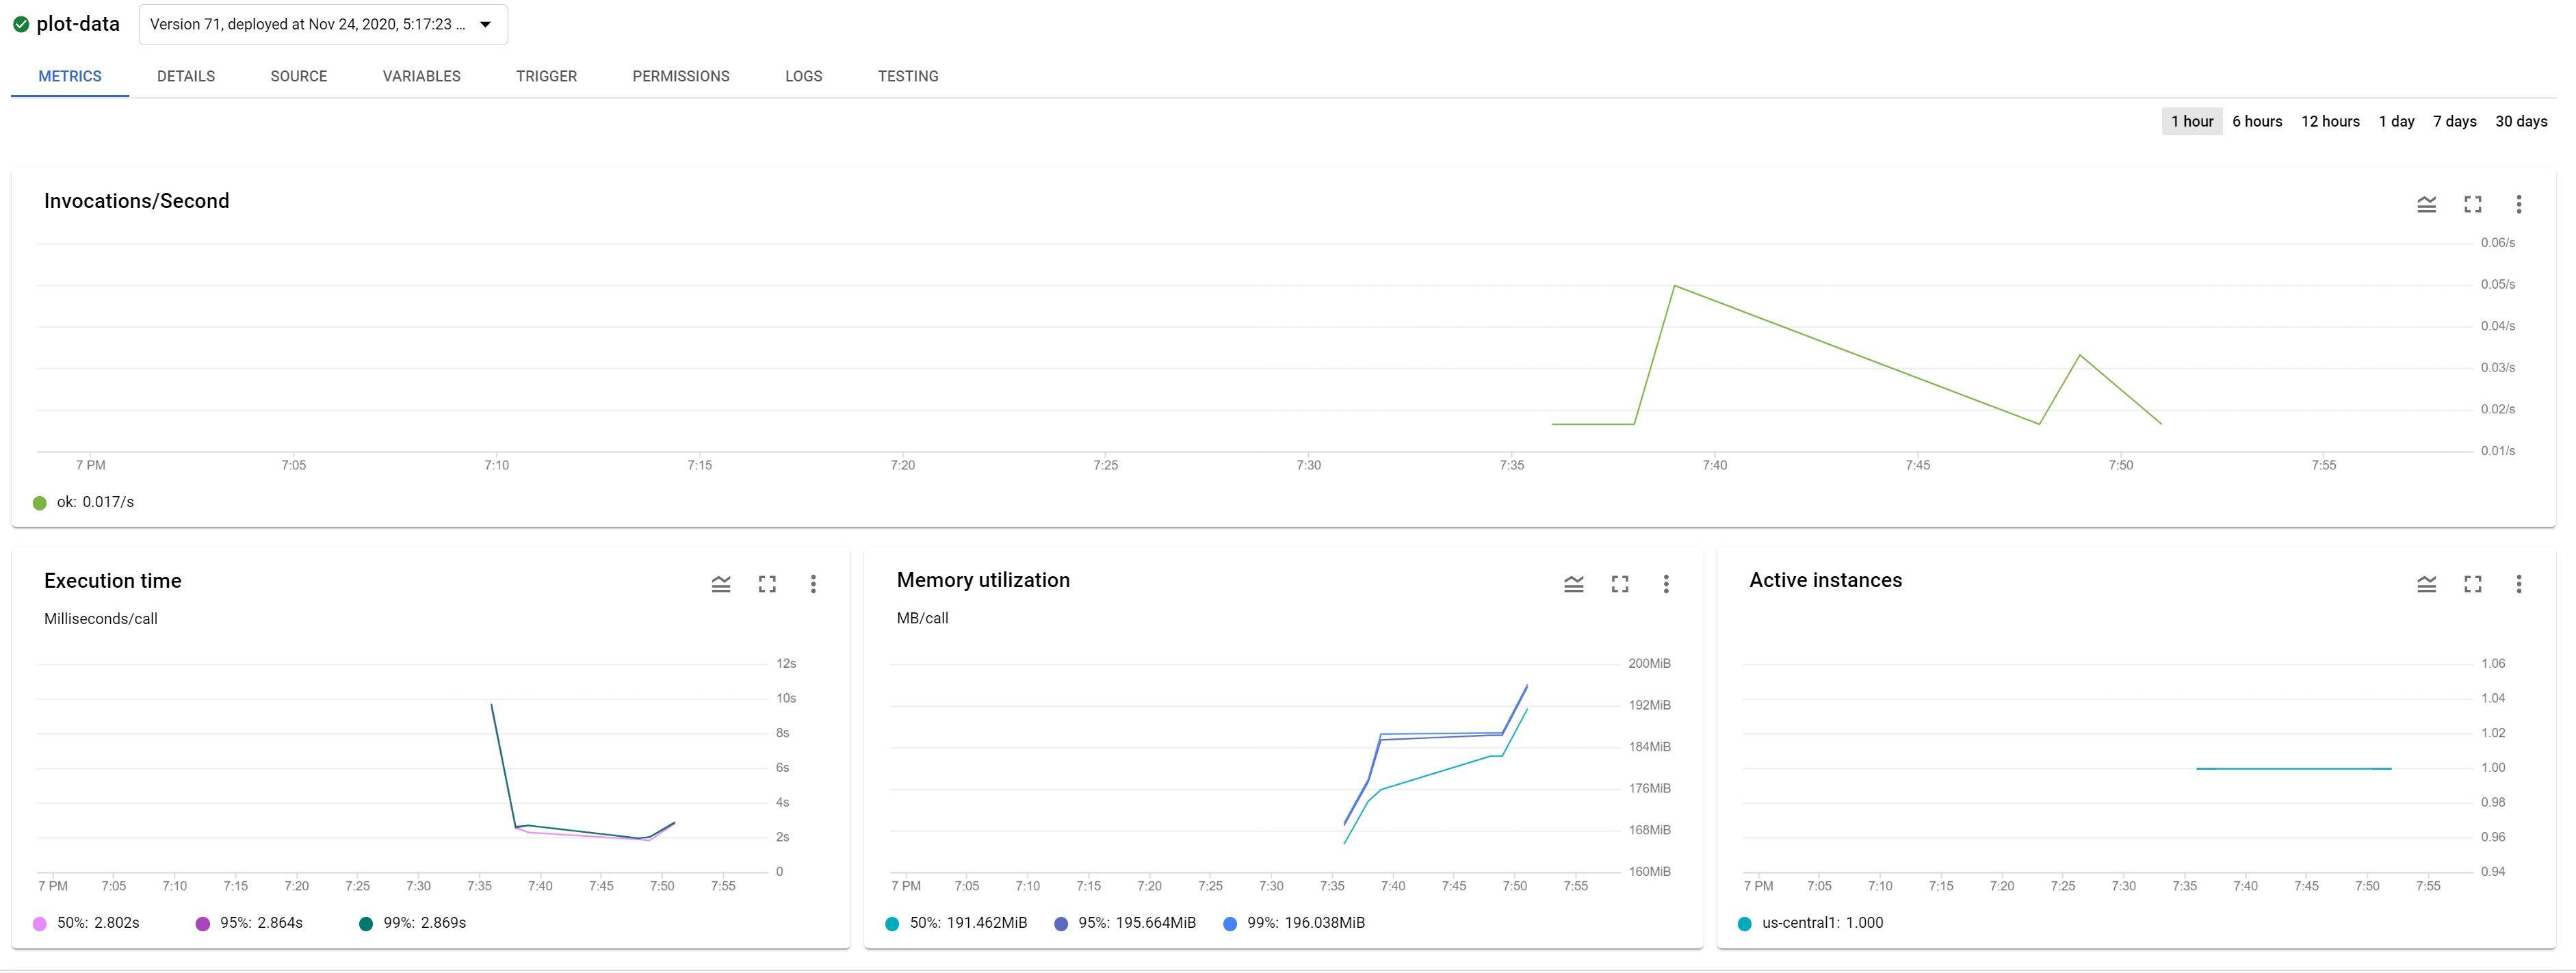 plot-data Version 71, deployed at Nov 24, 2020, 5:17:23 ...
METRICS DETAILS SOURCE VARIABLES TRIGGER PERMISSIONS LOGS TESTING
1 hour 6 hours 12 hours 1 day 7 days 30 days
Invocations/Second
0.06/s
0.05/s
0.04/s
0.03/s
0.02/s
0.01/s
7 PM 7:05 7:10 7:15 7:20 7:25 7:30 7:35 7:40 7:45 7:50 7:55
ok: 0.017/s
Execution time
Milliseconds/call
12s
10s
8s
6s
4s
2s
0
7 PM 7:05 7:10 7:15 7:20 7:25 7:30 7:35 7:40 7:45 7:50 7:55
50%: 2.802s 95%: 2.864s 99%: 2.869s
Memory utilization
MB/call
200MiB
192MiB
184MiB
176MiB
168MiB
160MiB
7 PM 7:05 7:10 7:15 7:20 7:25 7:30 7:35 7:40 7:45 7:50 7:55
50%: 191.462MiB 95%: 195.664MiB 99%: 196.038MiB
Active instances
1.06
1.04
1.02
1.00
0.98
0.96
0.94
7 PM 7:05 7:10 7:15 7:20 7:25 7:30 7:35 7:40 7:45 7:50 7:55
us-central1: 1.000